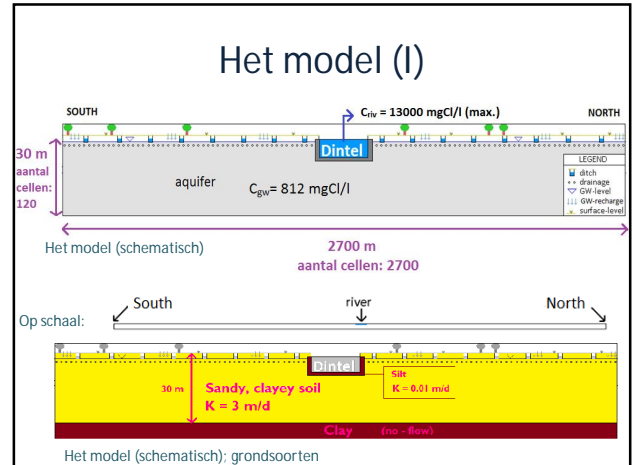 Het model (I)
SOUTH
Criv = 13000 mgCl/l (max.)
NORTH
Dintel
30 m
aantal
cellen:
120
aquifer
Cgw= 812 mgCl/l
LEGEND
ditch
drainage
GW-level
GW-recharge
surface-level
Het model (schematisch)
2700 m
aantal cellen: 2700
South
river
North
Op schaal:
Dintel
Silt
K = 0.01 m/d
30 m
Sandy, clayey soil
K = 3 m/d
Clay (no - flow)
Het model (schematisch); grondsoorten